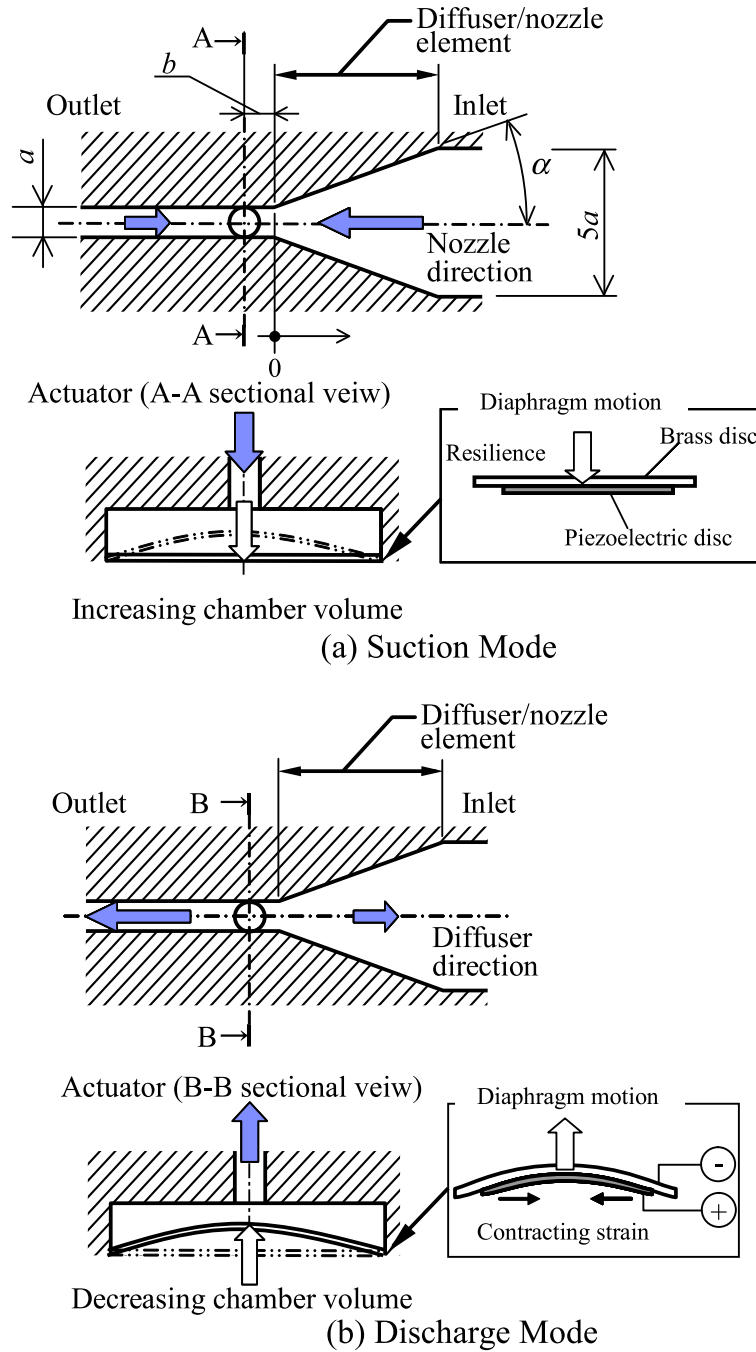 Diffuser/nozzle
element
A
b
Outlet
Inlet
a
α
5a
Nozzle
direction
A
0
Actuator (A-A sectional veiw)
Diaphragm motion
Resilience
Brass disc
Piezoelectric disc
Increasing chamber volume
(a) Suction Mode
Diffuser/nozzle
element
Outlet
B
Inlet
Diffuser
direction
B
Actuator (B-B sectional veiw)
Diaphragm motion
-
+
Contracting strain
Decreasing chamber volume
(b) Discharge Mode